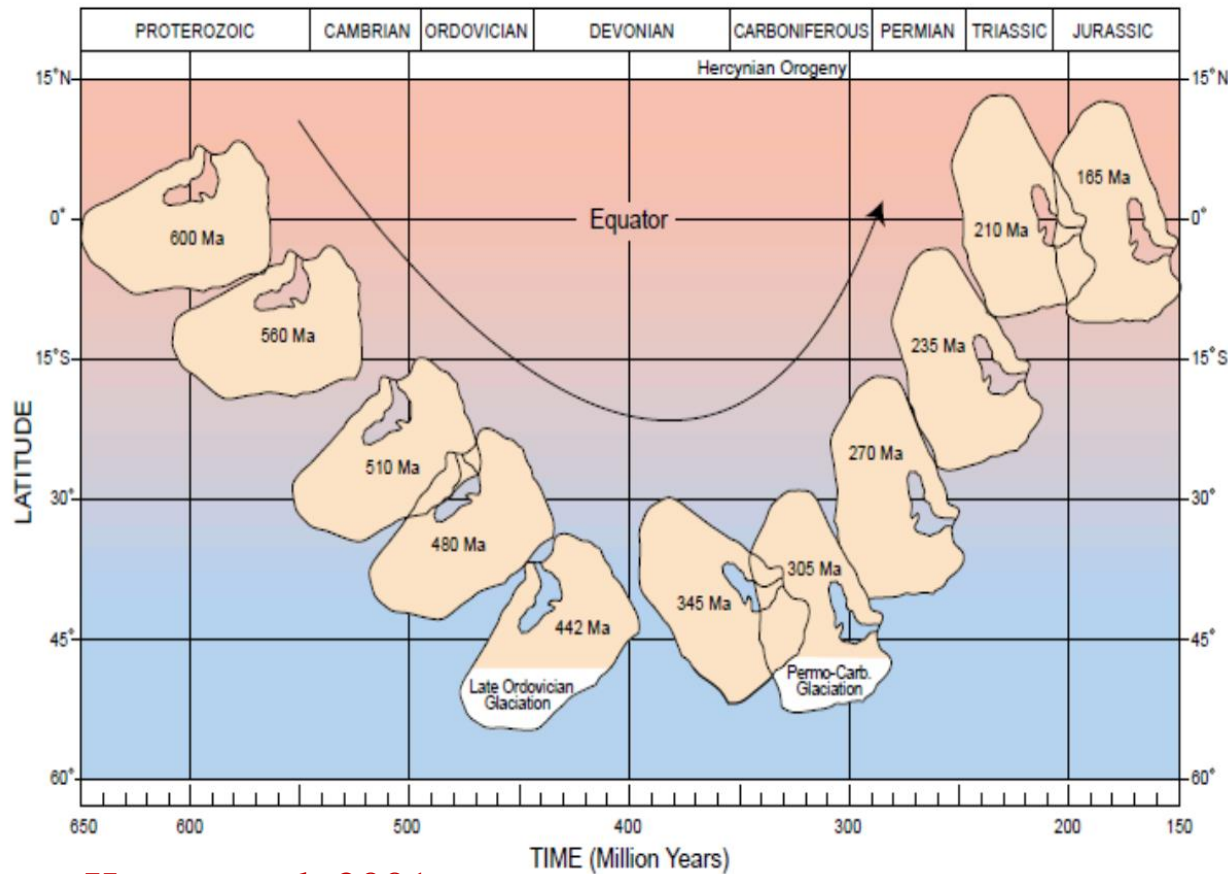 PROTEROZOIC CAMBRIAN ORDOVICIAN DEVONIAN CARBONIFEROUS PERMIAN TRIASSIC JURASSIC
Hercynian Orogeny
15°N 15°N
165 Ma
0° Equator 0°
600 Ma 210 Ma
560 Ma 235 Ma
15°S 15°S
510 Ma 270 Ma
LATITUDE
30° 30°
480 Ma
345 Ma 305 Ma
442 Ma
45° 45°
Late Ordovician
Glaciation
Permo-Carb.
Glaciation
60° 60°
650 600 500 400 300 200 150
TIME (Million Years)